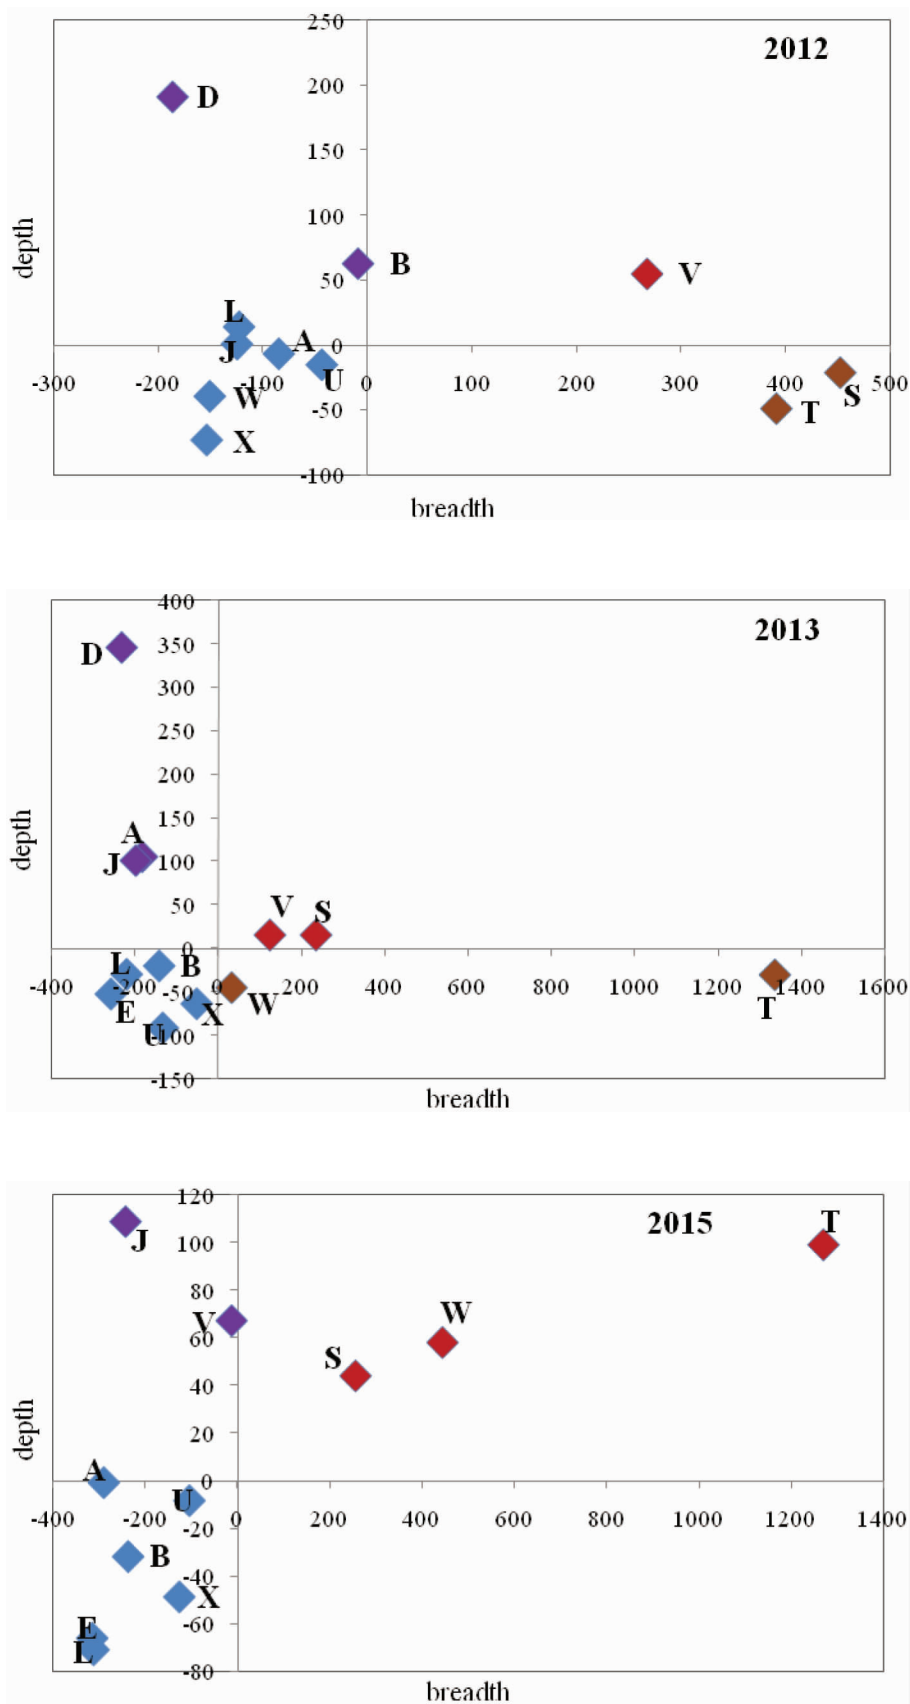 250
2012
200
D
150
100
B
V
50
L
A
0
J
U
-300
-200
-100
0
100
200
300
400
500
W
S
-50
T
X
-100
depth
breadth
400
2013
D
350
300
250
200
150
A
J
100
50
V
S
0
L
B
-400
-200
-50
0
200
400
600
800
1000
1200
1400
1600
E
X
W
T
U
-100
-150
depth
breadth
120
2015
T
J
100
80
V
W
60
S
40
20
A
0
U
-400
-200
0
200
400
600
800
1000
1200
1400
-20
B
-40
X
E
-60
L
-80
depth
breadth